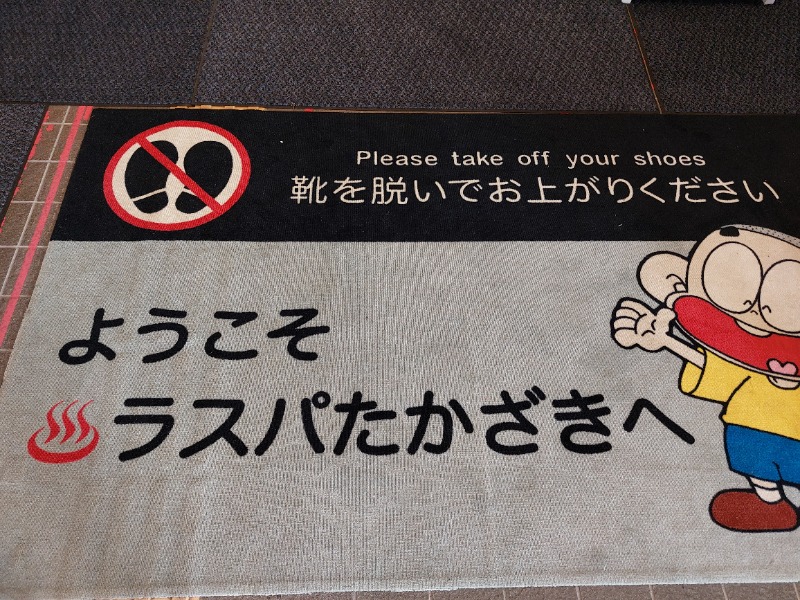 Please take off your shoes
靴を脱いでお上がりください
ようこそ
ラスパたかざきへ